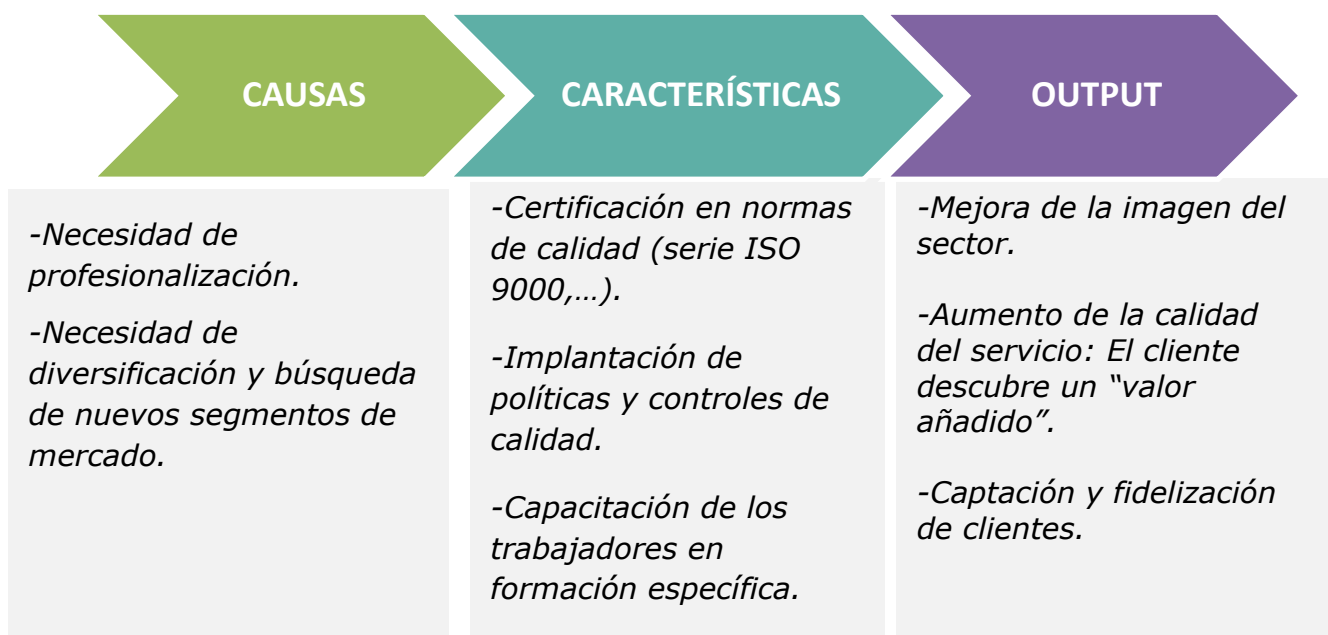 CAUSAS
-Necesidad de
profesionalización.
-Necesidad de
diversificación y búsqueda
de nuevos segmentos de
mercado.
CARACTERÍSTICAS
-Certificación en normas
de calidad (serie ISO
9000,…).
-Implantación de
políticas y controles de
calidad.
-Capacitación de los
trabajadores en
formación específica.
OUTPUT
-Mejora de la imagen del
sector.
-Aumento de la calidad
del servicio: El cliente
descubre un “valor
añadido”.
-Captación y fidelización
de clientes.